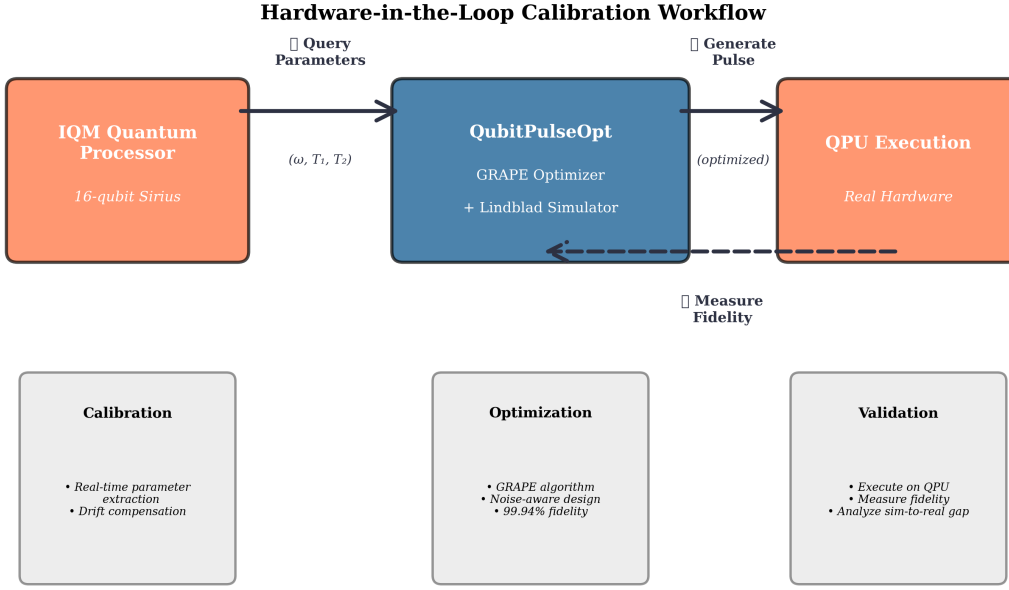 Hardware-in-the-Loop Calibration Workflow
Query
Parameters
Generate
Pulse
IQM Quantum
Processor
16-qubit Sirius
(ω, T₁, T₂)
QubitPulseOpt
GRAPE Optimizer
+ Lindblad Simulator
(optimized)
QPU Execution
Real Hardware
Measure
Fidelity
Calibration
• Real-time parameter
extraction
• Drift compensation
Optimization
• GRAPE algorithm
• Noise-aware design
• 99.94% fidelity
Validation
• Execute on QPU
• Measure fidelity
• Analyze sim-to-real gap